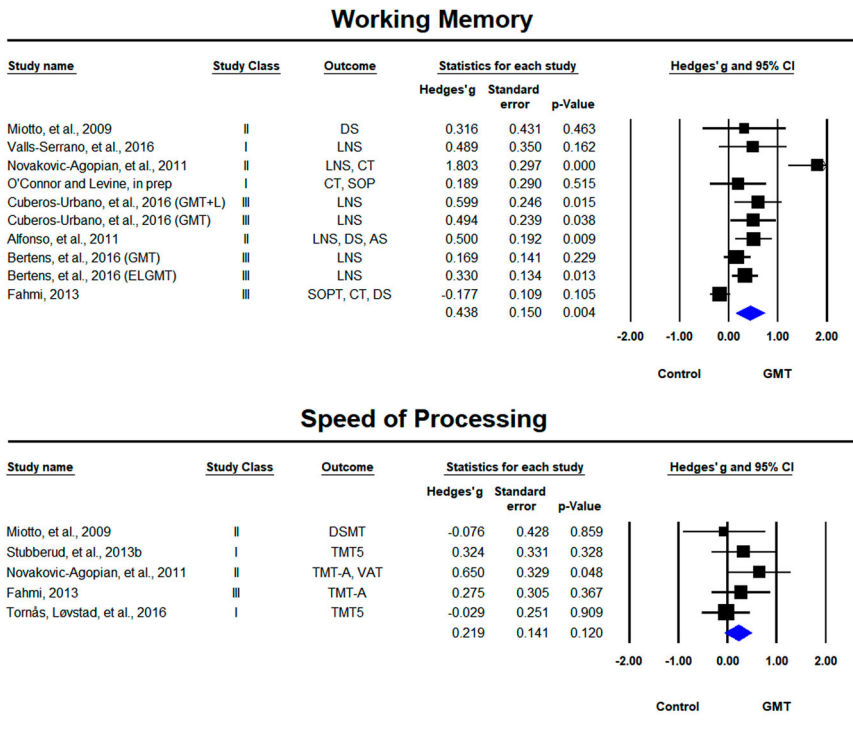 Working Memory
Study name Study Class Outcome Statistics for each study Hedges' g and 95% CI
Hedges' g Standard error p-Value
Miotto, et al., 2009 II DS 0.316 0.431 0.463
Valls-Serrano, et al., 2016 I LNS 0.489 0.350 0.162
Novakovic-Agopian, et al., 2011 II LNS, CT 1.803 0.297 0.000
O'Connor and Levine, in prep I CT, SOP 0.189 0.290 0.515
Cuberos-Urbano, et al., 2016 (GMT+L) III LNS 0.599 0.246 0.015
Cuberos-Urbano, et al., 2016 (GMT) III LNS 0.494 0.239 0.038
Alfonso, et al., 2011 II LNS, DS, AS 0.500 0.192 0.009
Bertens, et al., 2016 (GMT) III LNS 0.169 0.141 0.229
Bertens, et al., 2016 (ELGMT) III LNS 0.330 0.134 0.013
Fahmi, 2013 III SOPT, CT, DS -0.177 0.109 0.105
0.438 0.150 0.004
-2.00 -1.00 0.00 1.00 2.00
Control GMT
Speed of Processing
Study name Study Class Outcome Statistics for each study Hedges' g and 95% CI
Hedges' g Standard error p-Value
Miotto, et al., 2009 II DSMT -0.076 0.428 0.859
Stubberud, et al., 2013b I TMT5 0.324 0.331 0.328
Novakovic-Agopian, et al., 2011 II TMT-A, VAT 0.650 0.329 0.048
Fahmi, 2013 III TMT-A 0.275 0.305 0.367
Tornås, Løvstad, et al., 2016 I TMT5 -0.029 0.251 0.909
0.219 0.141 0.120
-2.00 -1.00 0.00 1.00 2.00
Control GMT